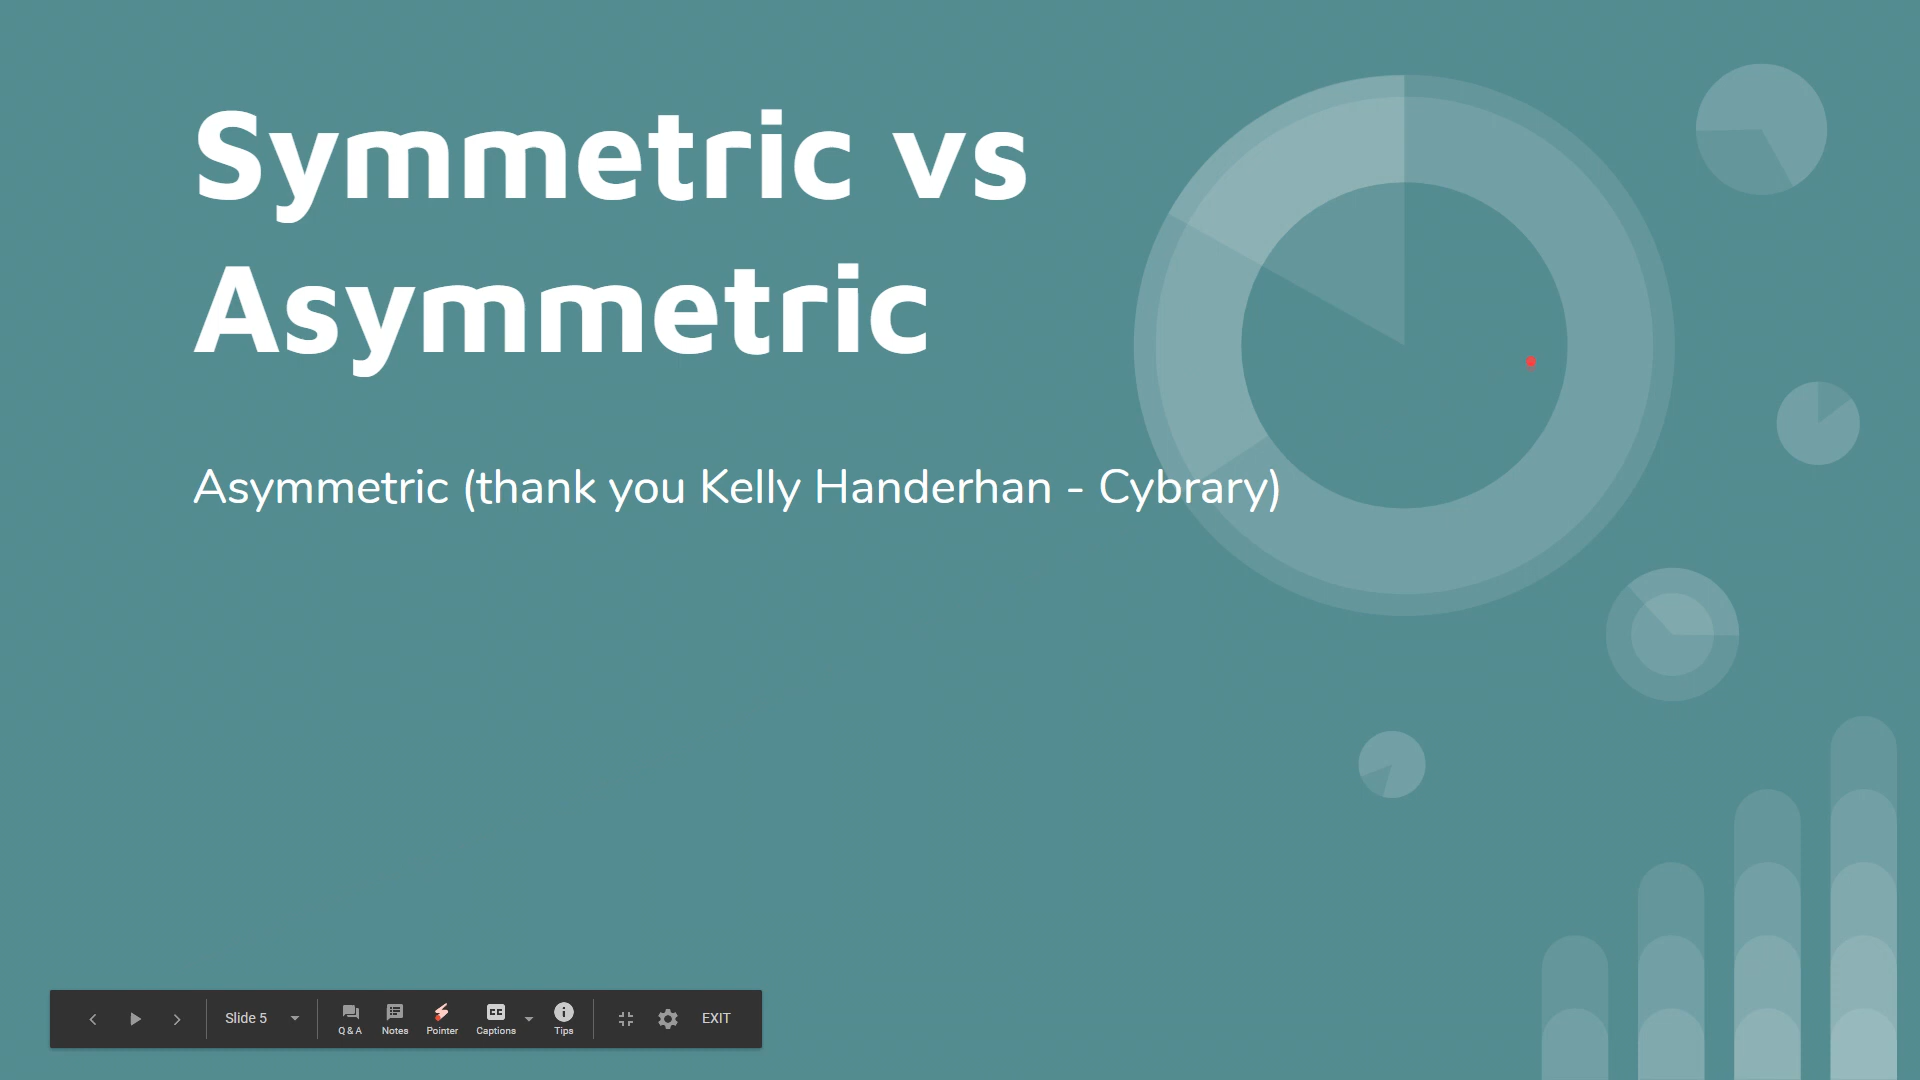 Symmetric vs
Asymmetric
Asymmetric (thank you Kelly Handerhan - Cybrary)
Slide 5
Q & A
Notes
Pointer
Captions
Tips
EXIT